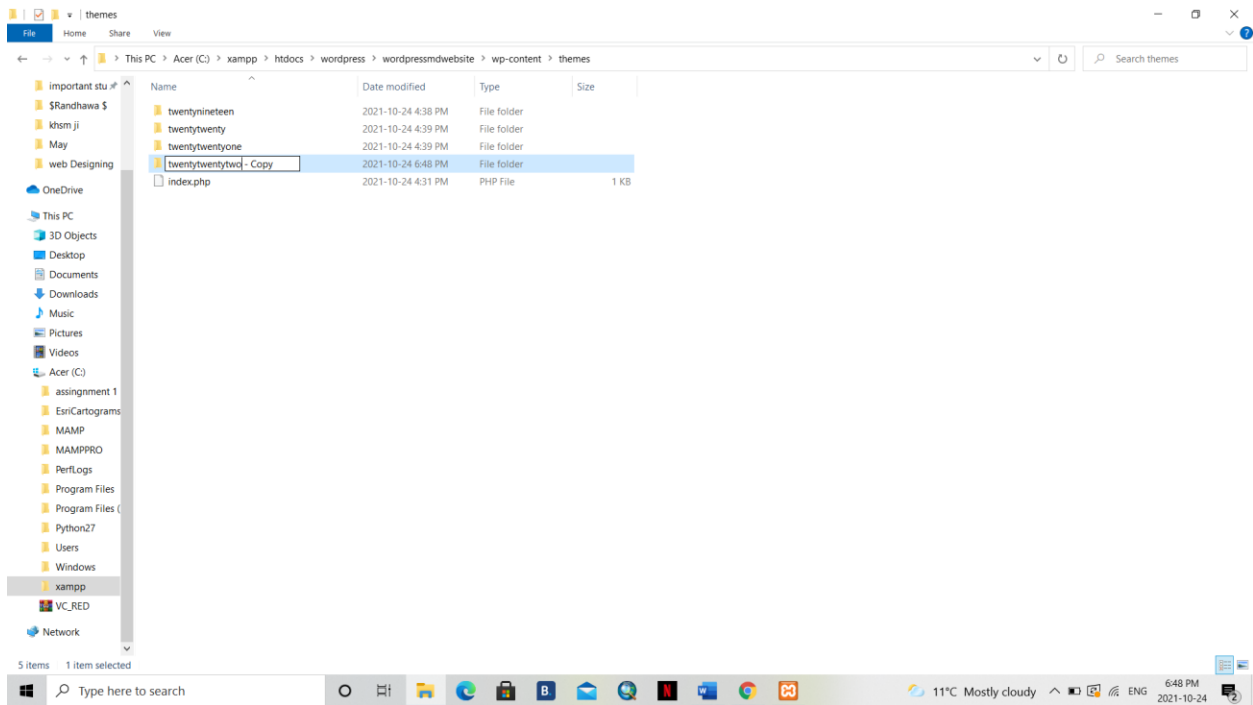 themes
File Home Share View
This PC > Acer (C:) > xampp > htdocs > wordpress > wordpressmdwebsite > wp-content > themes
Search themes
Name Date modified Type Size
twentynineteen 2021-10-24 4:38 PM File folder
twentytwenty 2021-10-24 4:39 PM File folder
twentytwentyone 2021-10-24 4:39 PM File folder
twentytwentytwo - Copy 2021-10-24 6:48 PM File folder
index.php 2021-10-24 4:31 PM PHP File 1 KB
important stu
$Randhawa $
khsm ji
May
web Designing
OneDrive
This PC
3D Objects
Desktop
Documents
Downloads
Music
Pictures
Videos
Acer (C:)
assingnment 1
EsriCartograms
MAMP
MAMPPRO
PerfLogs
Program Files
Program Files (
Python27
Users
Windows
xampp
VC_RED
Network
5 items 1 item selected
Type here to search
B.
N
W
11°C Mostly cloudy
ENG
6:48 PM
2021-10-24
2